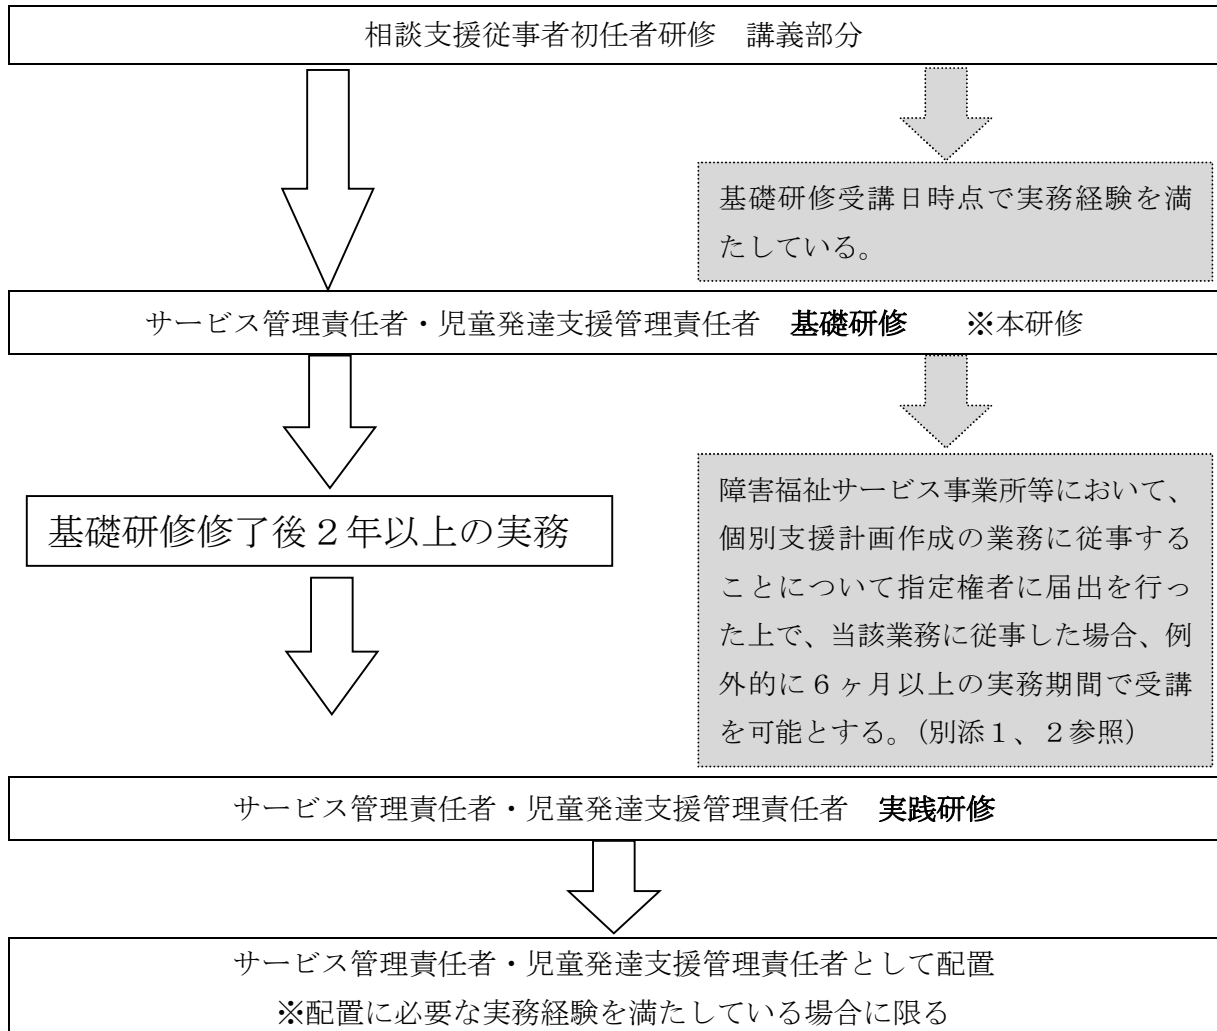 相談支援従事者初任者研修　講義部分
基礎研修受講日時点で実務経験を満
たしている。
サービス管理責任者・児童発達支援管理責任者　基礎研修　　※本研修
基礎研修修了後２年以上の実務
障害福祉サービス事業所等において、
個別支援計画作成の業務に従事する
ことについて指定権者に届出を行っ
た上で、当該業務に従事した場合、例
外的に６ヶ月以上の実務期間で受講
を可能とする。（別添１、２参照）
サービス管理責任者・児童発達支援管理責任者　実践研修
サービス管理責任者・児童発達支援管理責任者として配置
※配置に必要な実務経験を満たしている場合に限る